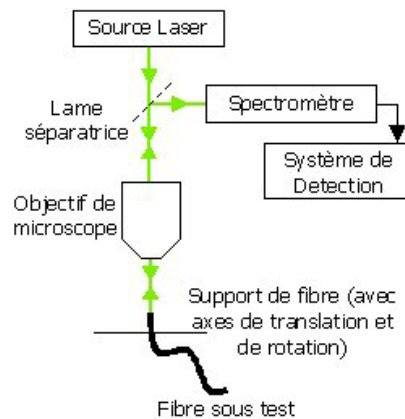 Source Laser
Lame
séparatrice
Spectromètre
Système de
Detection
Objectif de
microscope
Support de fibre (avec
axes de translation et
de rotation)
Fibre sous test